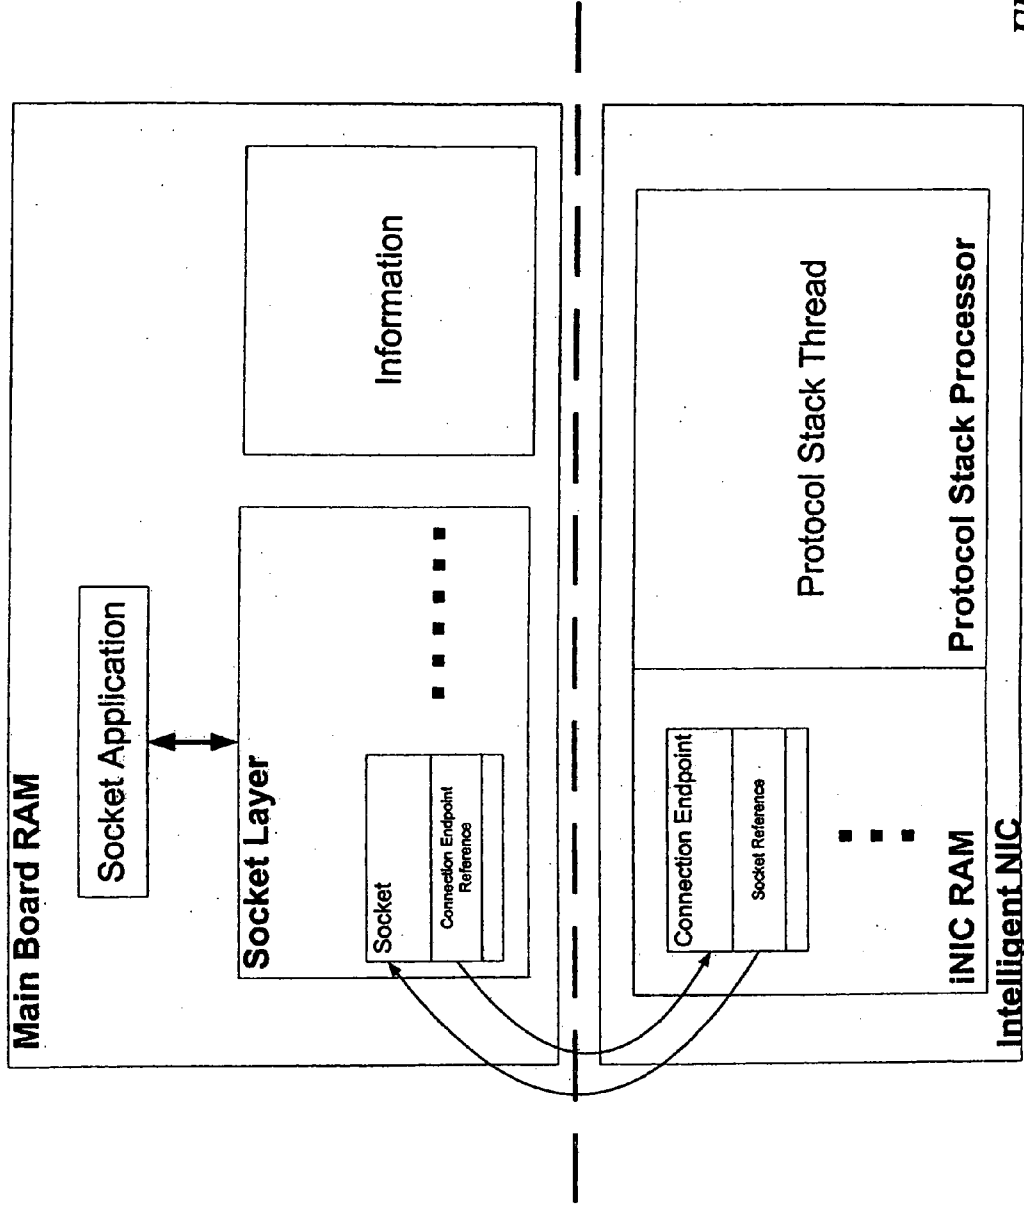 Main Board RAM
Socket Application
Socket Layer
Socket
Connection Endpoint
Reference
Information
Connection Endpoint
Socket Reference
iNIC RAM
Protocol Stack Thread
Protocol Stack Processor
Intelligent NIC